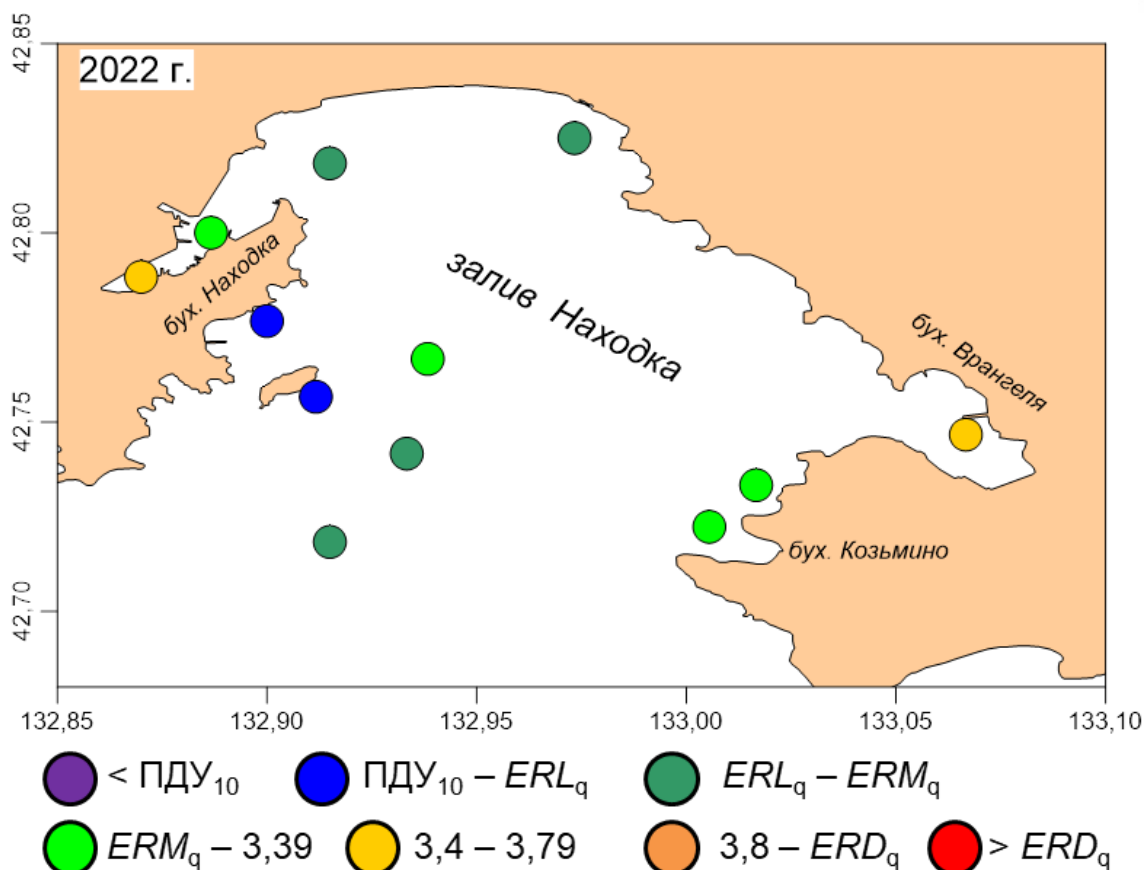 42,85
2022 г.
42,80
бух. Находка
залив Находка
бух. Врангеля
42,75
бух. Козьмино
42,70
132,85 132,90 132,95 133,00 133,05 133,10
< ПДУ10 ПДУ10 – ERLq ERLq – ERMq
ERMq – 3,39 3,4 – 3,79 3,8 – ERDq > ERDq